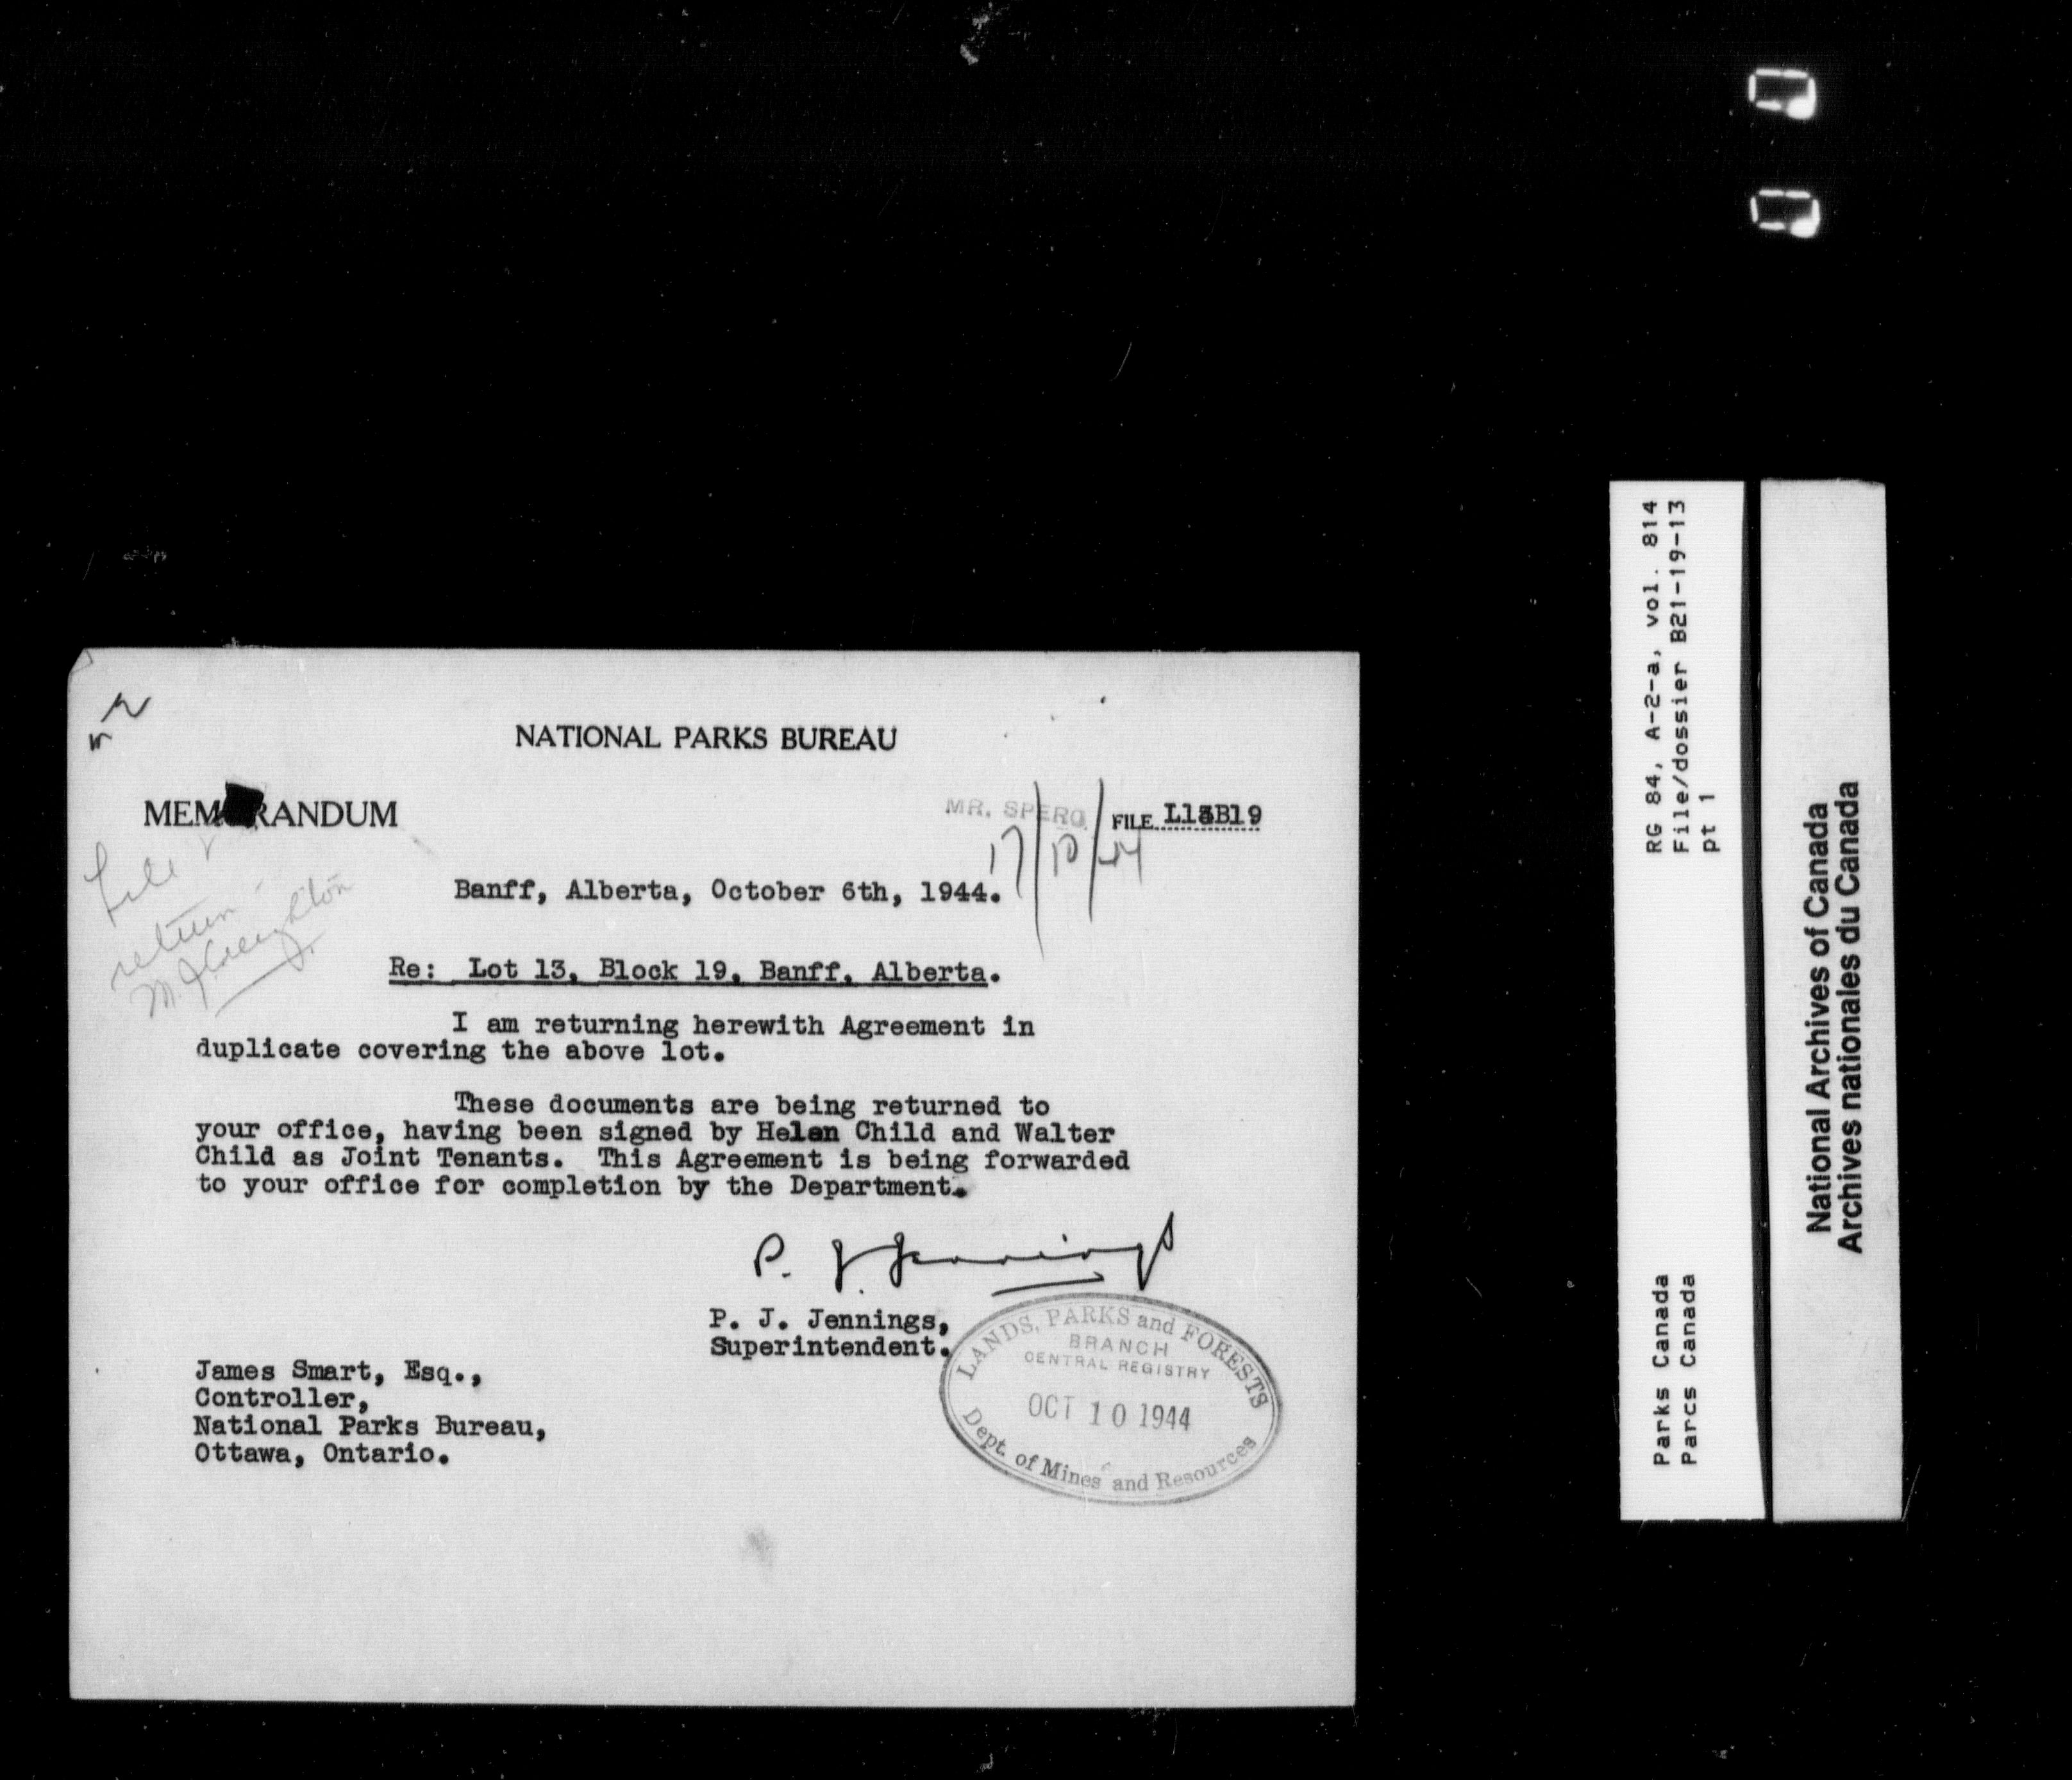 NATIONAL PARKS BUREAU
MEMORANDUM
MR. SPERO
FILE L13B19
17/10/44
File &
return
M. J. Creighton
Banff, Alberta, October 6th, 1944.
Re: Lot 13, Block 19, Banff, Alberta.
I am returning herewith Agreement in
duplicate covering the above lot.
These documents are being returned to
your office, having been signed by Helen Child and Walter
Child as Joint Tenants. This Agreement is being forwarded
to your office for completion by the Department.
P. J. Jennings
P. J. Jennings,
Superintendent.
LANDS, PARKS and FORESTS
BRANCH
CENTRAL REGISTRY
OCT 10 1944
Dept. of Mines and Resources
James Smart, Esq.,
Controller,
National Parks Bureau,
Ottawa, Ontario.
RG 84, A-2-a, vol. 814
File/dossier B21-19-13
pt 1
Parks Canada
Parcs Canada
National Archives of Canada
Archives nationales du Canada